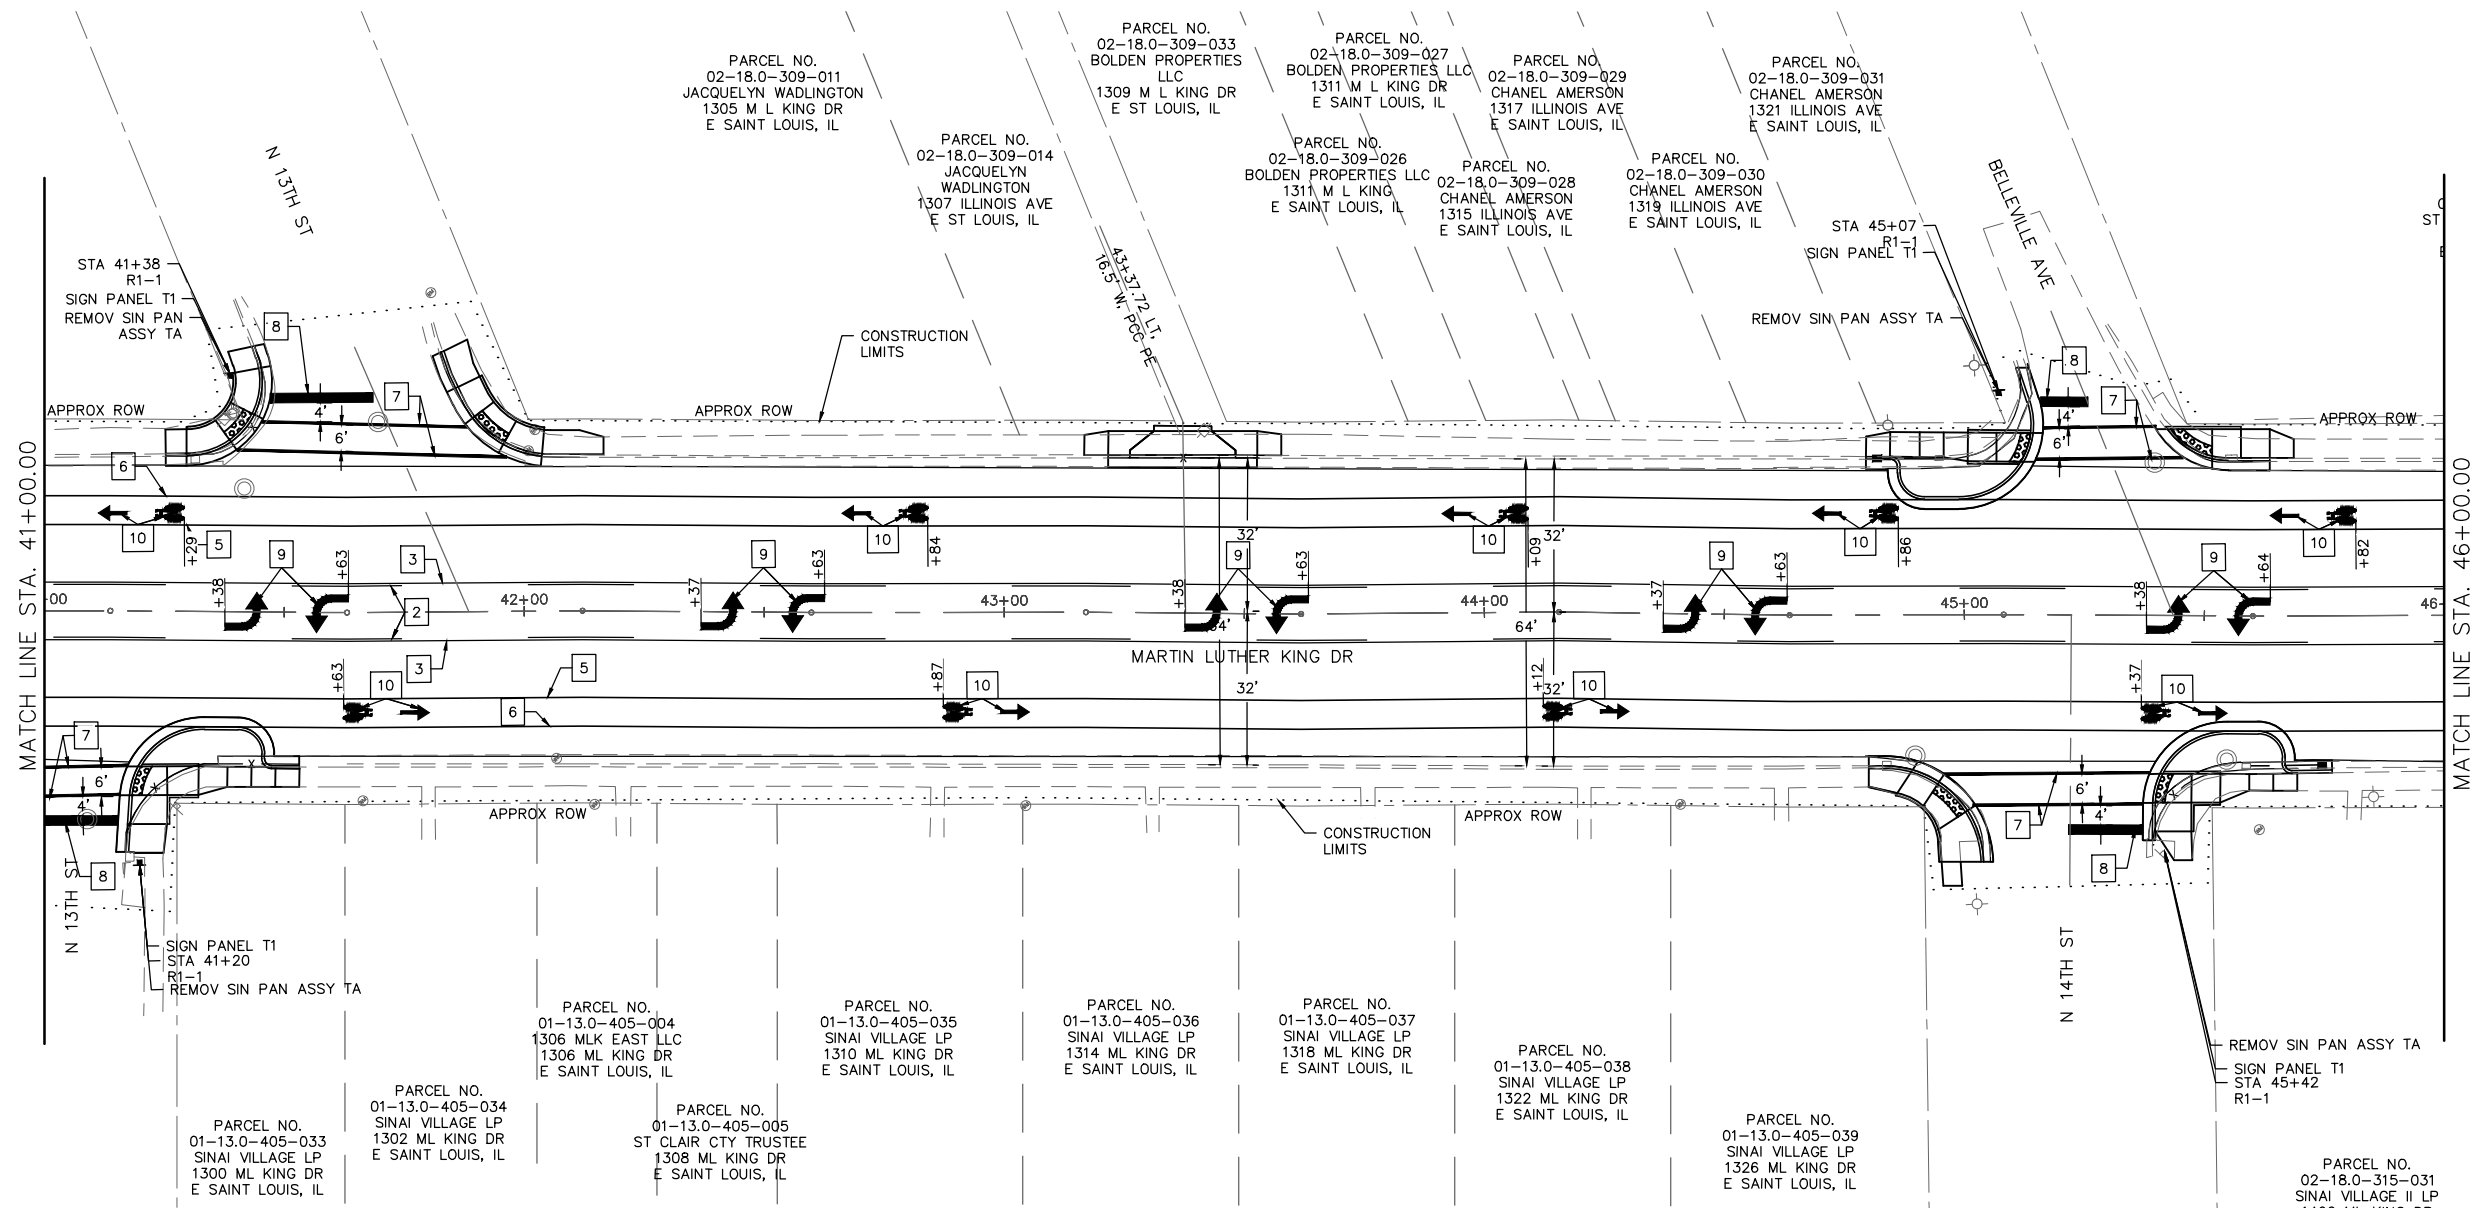 PARCEL NO.
02-18.0-309-011
JACQUELYN WADLINGTON
1305 M L KING DR
E SAINT LOUIS, IL
PARCEL NO.
02-18.0-309-014
JACQUELYN
WADLINGTON
1307 ILLINOIS AVE
E ST LOUIS, IL
PARCEL NO.
02-18.0-309-033
BOLDEN PROPERTIES
LLC
1309 M L KING DR
E ST LOUIS, IL
PARCEL NO.
02-18.0-309-027
BOLDEN PROPERTIES LLC
1311 M L KING DR
E SAINT LOUIS, IL
PARCEL NO.
02-18.0-309-026
BOLDEN PROPERTIES LLC
1311 M L KING
E SAINT LOUIS, IL
PARCEL NO.
02-18.0-309-029
CHANEL AMERSON
1317 ILLINOIS AVE
E SAINT LOUIS, IL
PARCEL NO.
02-18.0-309-028
CHANEL AMERSON
1315 ILLINOIS AVE
E SAINT LOUIS, IL
PARCEL NO.
02-18.0-309-030
CHANEL AMERSON
1319 ILLINOIS AVE
E SAINT LOUIS, IL
PARCEL NO.
02-18.0-309-031
CHANEL AMERSON
1321 ILLINOIS AVE
E SAINT LOUIS, IL
N 13TH ST
BELLEVILLE AVE
ST
STA 41+38
R1-1
SIGN PANEL T1
REMOV SIN PAN
ASSY TA
8
7
4'
6'
43+37.72 LT,
16.5' W, PCC PE
CONSTRUCTION
LIMITS
STA 45+07
R1-1
SIGN PANEL T1
REMOV SIN PAN ASSY TA
8
7
4'
6'
APPROX ROW
APPROX ROW
APPROX ROW
MATCH LINE STA. 41+00.00
MATCH LINE STA. 46+00.00
6
10
+29
5
10
+84
10
+09
10
+86
10
+82
32'
32'
+38
9
+63
3
+37
9
+63
+38
9
+63
+37
9
+63
+38
9
+64
+00
42+00
43+00
44+00
45+00
46-
2
64'
64'
MARTIN LUTHER KING DR
3
5
6
+63
10
+87
10
+12
10
+37
10
32'
32'
7
6'
4'
8
N 13TH ST
APPROX ROW
APPROX ROW
CONSTRUCTION
LIMITS
7
6'
4'
8
N 14TH ST
SIGN PANEL T1
STA 41+20
R1-1
REMOV SIN PAN ASSY TA
REMOV SIN PAN ASSY TA
SIGN PANEL T1
STA 45+42
R1-1
PARCEL NO.
01-13.0-405-033
SINAI VILLAGE LP
1300 ML KING DR
E SAINT LOUIS, IL
PARCEL NO.
01-13.0-405-034
SINAI VILLAGE LP
1302 ML KING DR
E SAINT LOUIS, IL
PARCEL NO.
01-13.0-405-004
1306 MLK EAST LLC
1306 ML KING DR
E SAINT LOUIS, IL
PARCEL NO.
01-13.0-405-005
ST CLAIR CTY TRUSTEE
1308 ML KING DR
E SAINT LOUIS, IL
PARCEL NO.
01-13.0-405-035
SINAI VILLAGE LP
1310 ML KING DR
E SAINT LOUIS, IL
PARCEL NO.
01-13.0-405-036
SINAI VILLAGE LP
1314 ML KING DR
E SAINT LOUIS, IL
PARCEL NO.
01-13.0-405-037
SINAI VILLAGE LP
1318 ML KING DR
E SAINT LOUIS, IL
PARCEL NO.
01-13.0-405-038
SINAI VILLAGE LP
1322 ML KING DR
E SAINT LOUIS, IL
PARCEL NO.
01-13.0-405-039
SINAI VILLAGE LP
1326 ML KING DR
E SAINT LOUIS, IL
PARCEL NO.
02-18.0-315-031
SINAI VILLAGE II LP